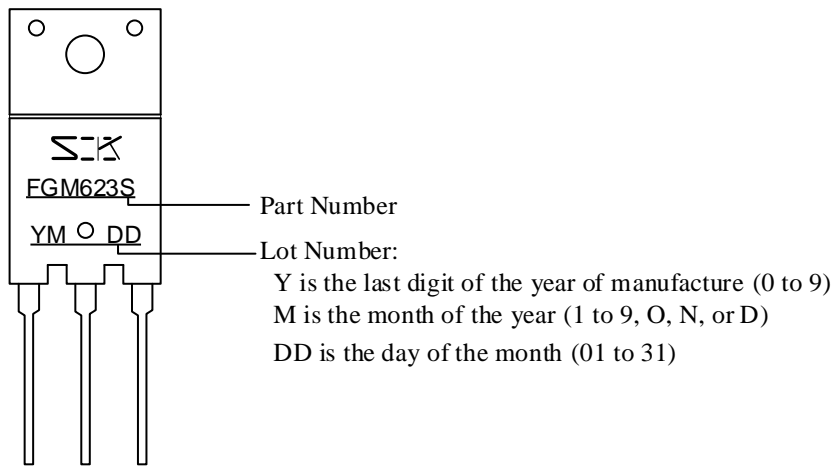 SK
FGM623S
YM DD
Part Number
Lot Number:
Y is the last digit of the year of manufacture (0 to 9)
M is the month of the year (1 to 9, O, N, or D)
DD is the day of the month (01 to 31)